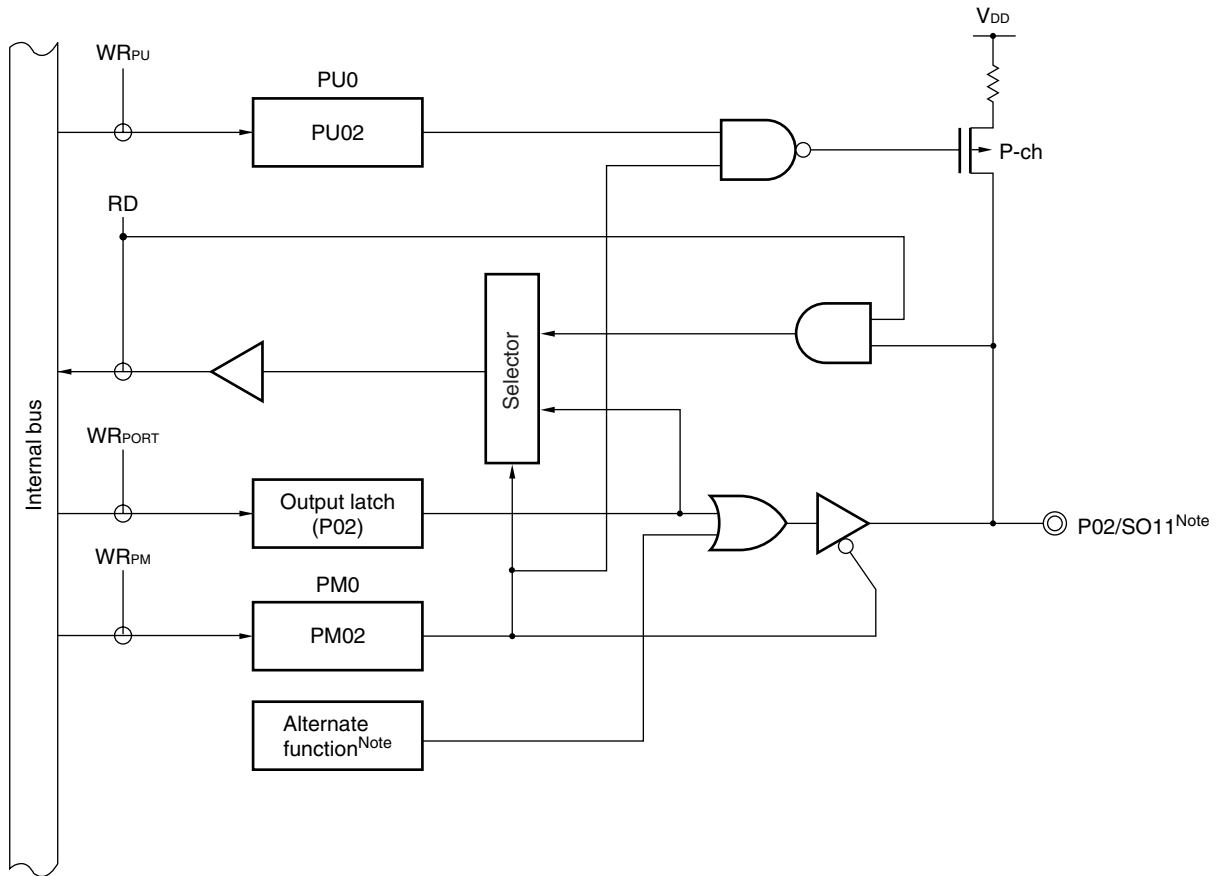 VDD
WRPU
PU0
PU02
P-ch
RD
Selector
Internal bus
WRPORT
Output latch
(P02)
P02/SO11Note
WRPM
PM0
PM02
Alternate
functionNote